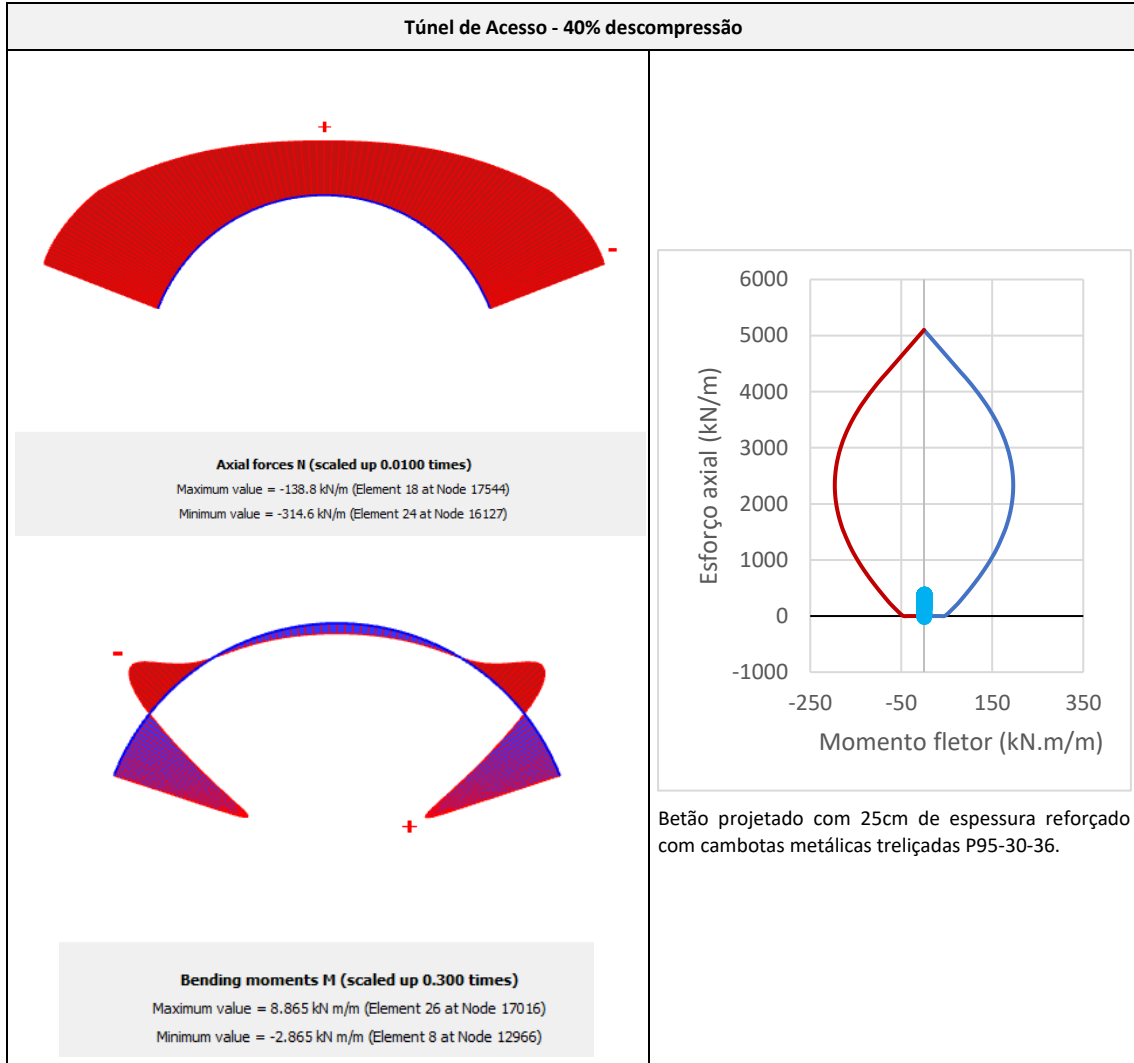 Túnel de Acesso - 40% descompressão
+
-
Axial forces N (scaled up 0.0100 times)
Maximum value = -138.8 kN/m (Element 18 at Node 17544)
Minimum value = -314.6 kN/m (Element 24 at Node 16127)
-
+
Bending moments M (scaled up 0.300 times)
Maximum value = 8.865 kN m/m (Element 26 at Node 17016)
Minimum value = -2.865 kN m/m (Element 8 at Node 12966)
Esforço axial (kN/m)
6000
5000
4000
3000
2000
1000
0
-1000
-250 -50 150 350
Momento fletor (kN.m/m)
Betão projetado com 25cm de espessura reforçado
com cambotas metálicas treliçadas P95-30-36.